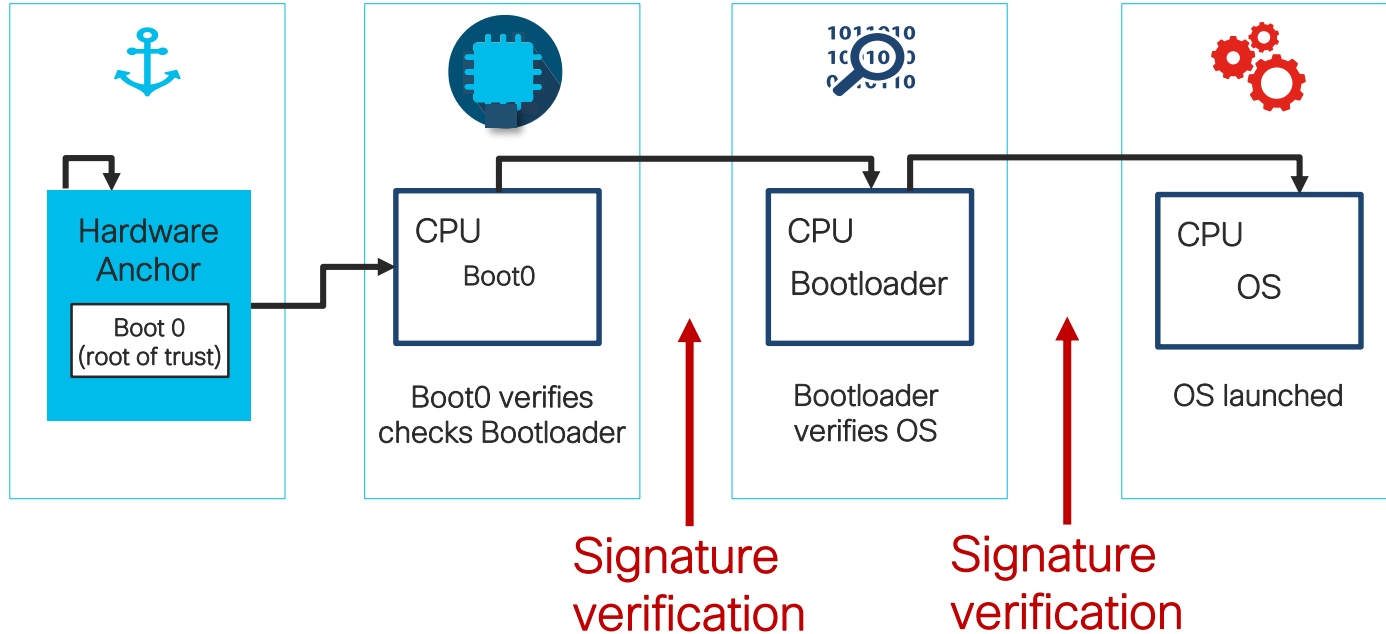 1011010
Hardware
Anchor
Boot 0
(root of trust)
CPU
Boot0
Boot0 verifies
checks Bootloader
CPU
Bootloader
Bootloader
verifies OS
CPU
OS
OS launched
Signature
verification
Signature
verification